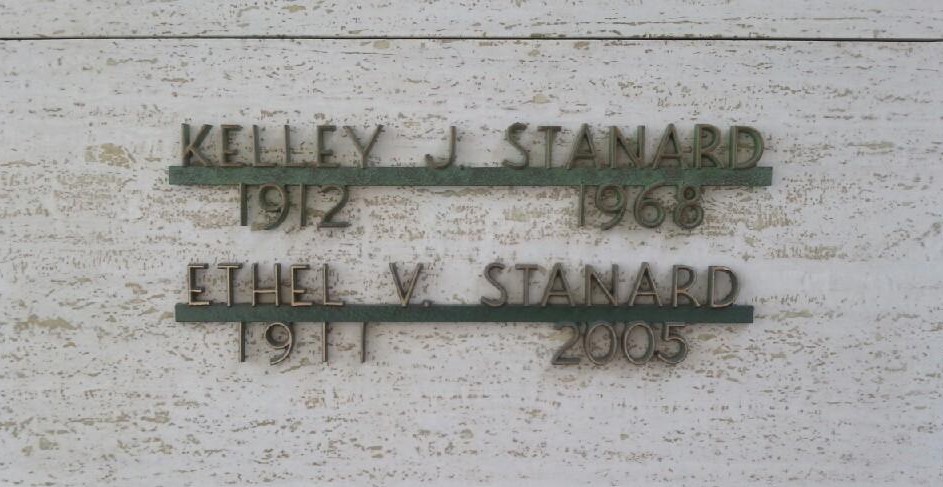 KELLEY J. STANARD
1912 1968
ETHEL V. STANARD
1911 2005